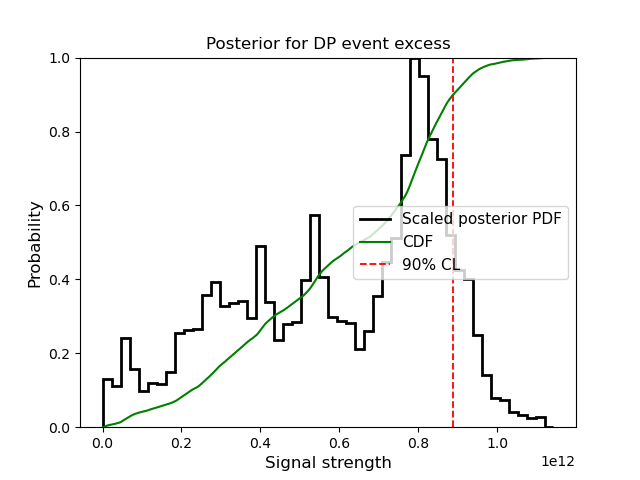 Posterior for DP event excess
1.0
0.8
0.6
0.4
0.2
0.0
Probability
Scaled posterior PDF
CDF
90% CL
0.0 0.2 0.4 0.6 0.8 1.0
1e12
Signal strength